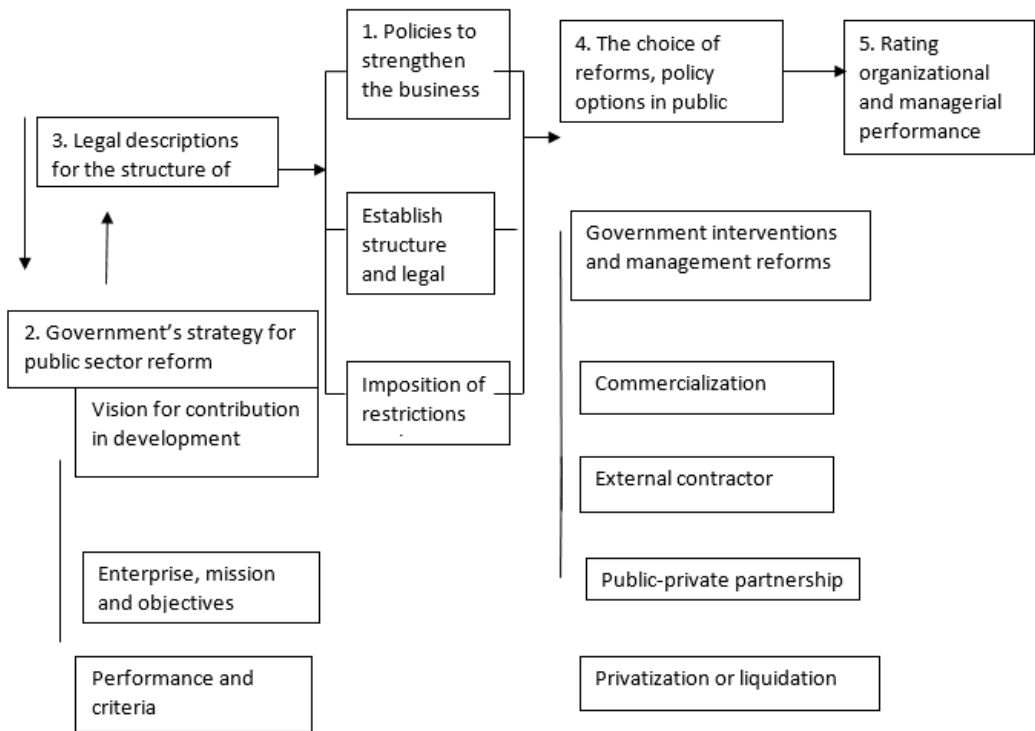 1. Policies to
strengthen
the business
4. The choice of
reforms, policy
options in public
5. Rating
organizational
and managerial
performance
3. Legal descriptions
for the structure of
Establish
structure
and legal
Government interventions
and management reforms
2. Government's strategy for
public sector reform
Vision for contribution
in development
Imposition of
restrictions
Commercialization
External contractor
Enterprise, mission
and objectives
Public-private partnership
Performance and
criteria
Privatization or liquidation